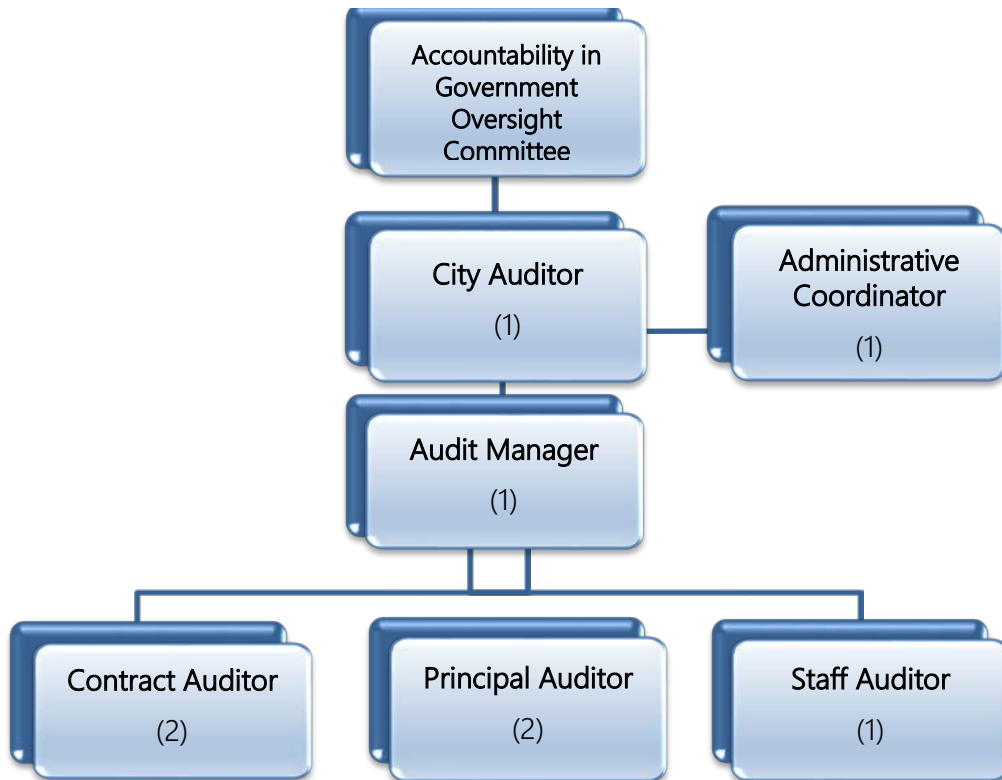 Accountability in
Government
Oversight
Committee
City Auditor
(1)
Administrative
Coordinator
(1)
Audit Manager
(1)
Contract Auditor
(2)
Principal Auditor
(2)
Staff Auditor
(1)